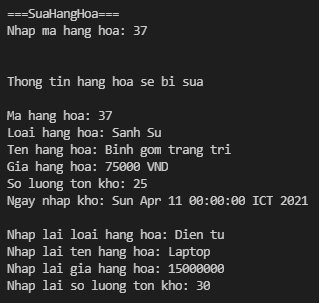 ===SuaHangHoa===
Nhap ma hang hoa: 37
Thong tin hang hoa se bi sua
Ma hang hoa: 37
Loai hang hoa: Sanh Su
Ten hang hoa: Binh gom trang tri
Gia hang hoa: 75000 VND
So luong ton kho: 25
Ngay nhap kho: Sun Apr 11 00:00:00 ICT 2021
Nhap lai loai hang hoa: Dien tu
Nhap lai ten hang hoa: Laptop
Nhap lai gia hang hoa: 15000000
Nhap lai so luong ton kho: 30